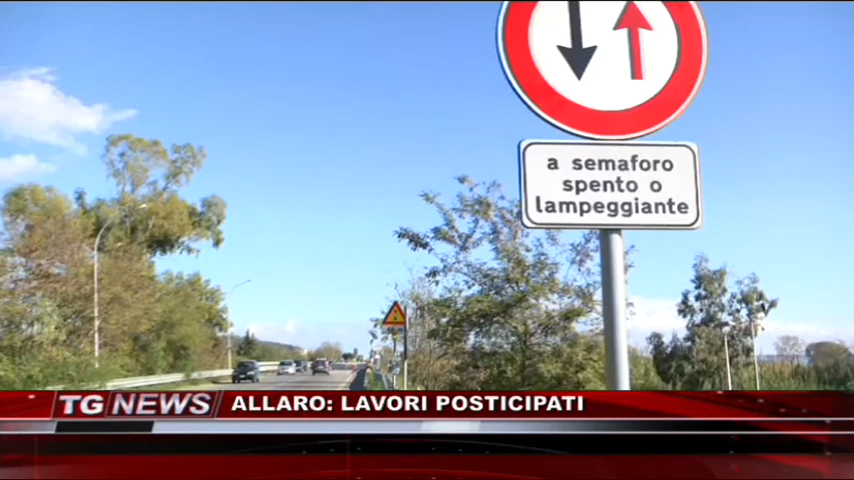 a semaforo
spento o
lampeggiante
TG NEWS ALLARO: LAVORI POSTICIPATI